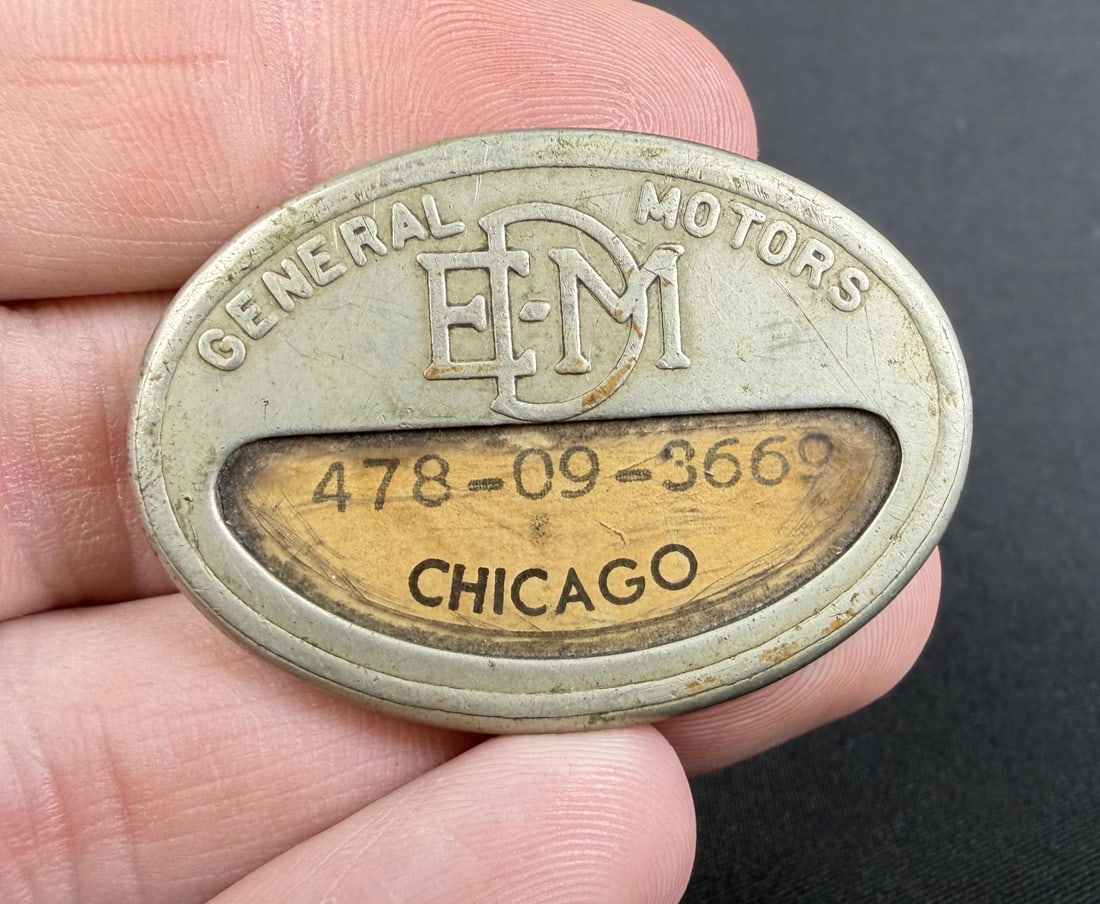 GENERAL MOTORS
EMD
478-09-3669
CHICAGO